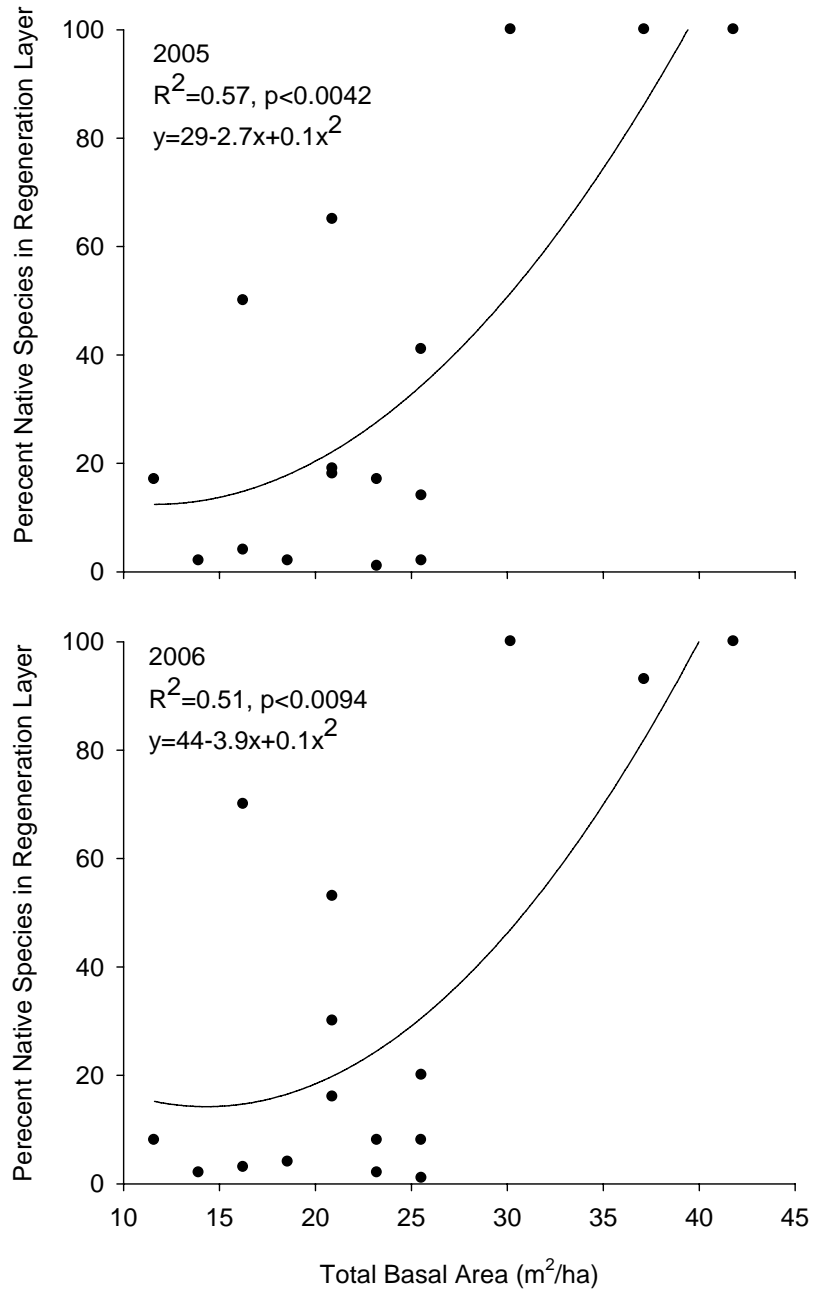 Perecent Native Species in Regeneration Layer
100
80
60
40
20
0
2005
R²=0.57, p<0.0042
y=29-2.7x+0.1x²
Perecent Native Species in Regeneration Layer
100
80
60
40
20
0
2006
R²=0.51, p<0.0094
y=44-3.9x+0.1x²
10 15 20 25 30 35 40 45
Total Basal Area (m²/ha)